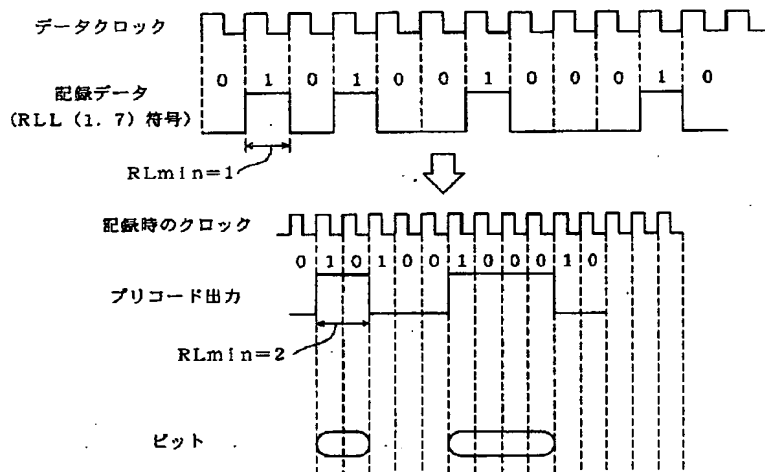 データクロック
0 1 0 1 0 0 1 0 0 0 1 0
記録データ
(RLL (1. 7) 符号)
RLmin=1
記録時のクロック
0 1 0 1 0 0 1 0 0 0 1 0
プリコード出力
RLmin=2
ピット